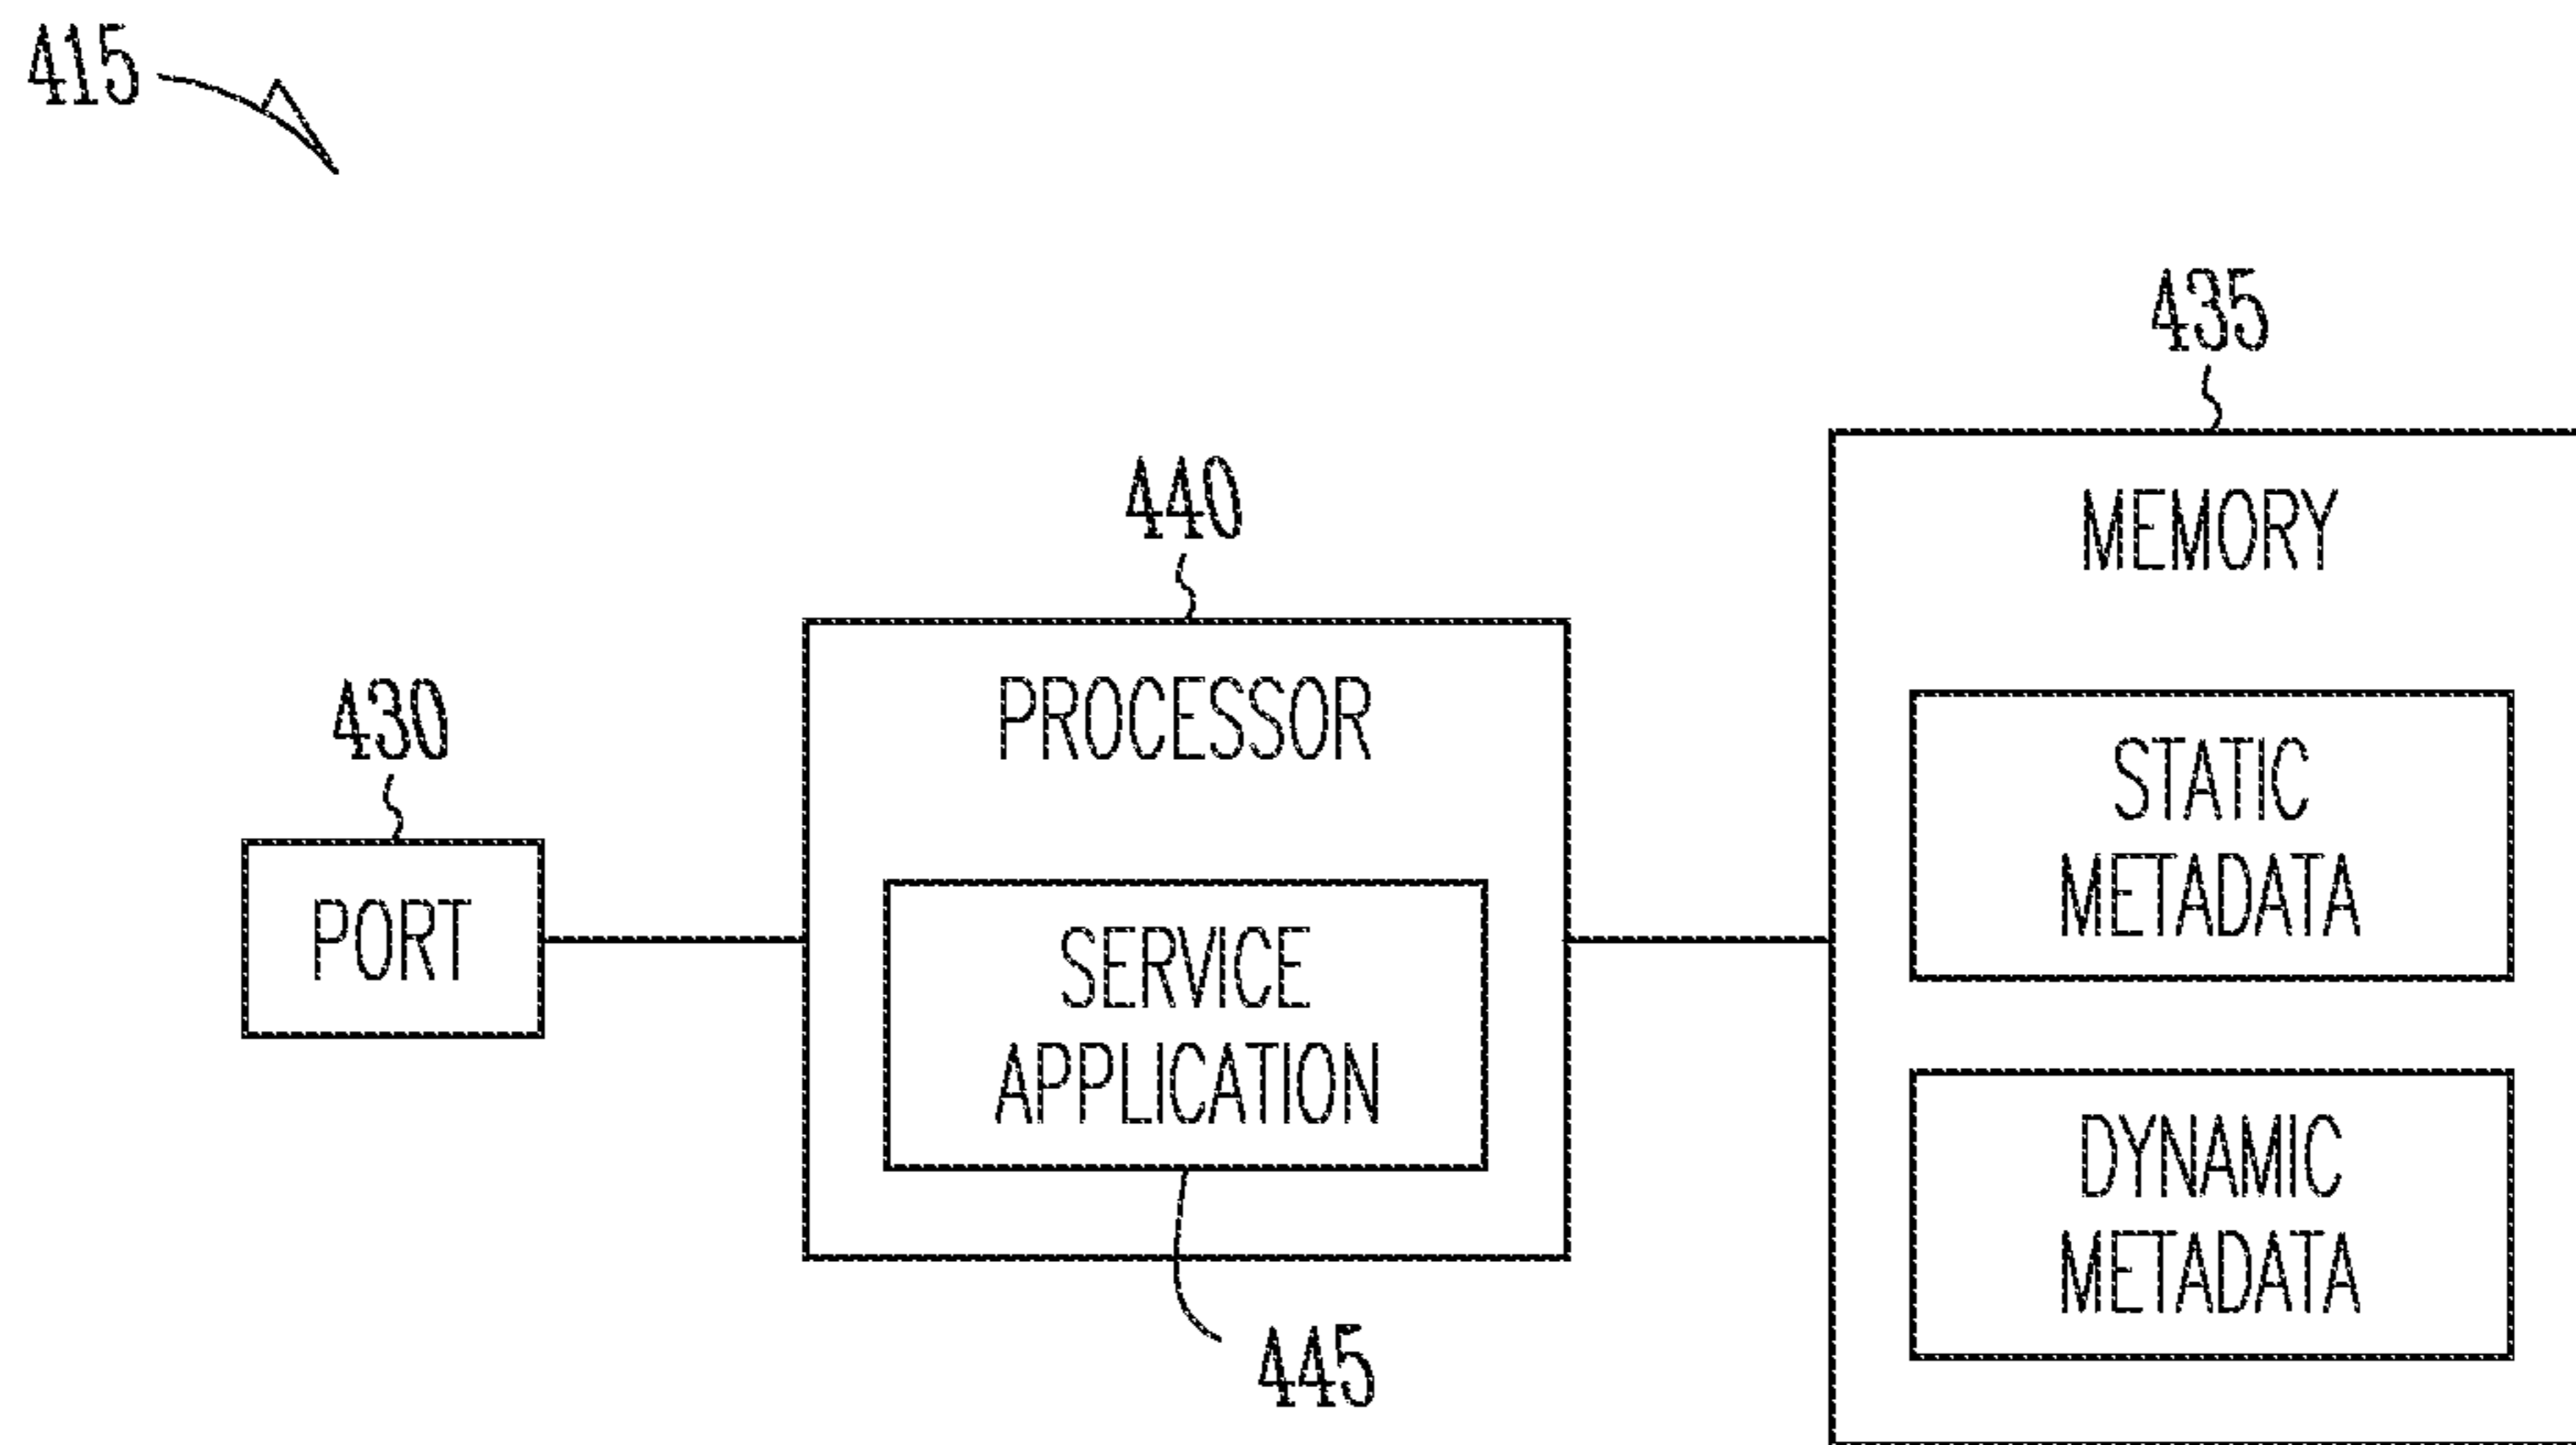 415
435
MEMORY
440
PROCESSOR
430
STATIC
METADATA
PORT
SERVICE
APPLICATION
DYNAMIC
METADATA
445